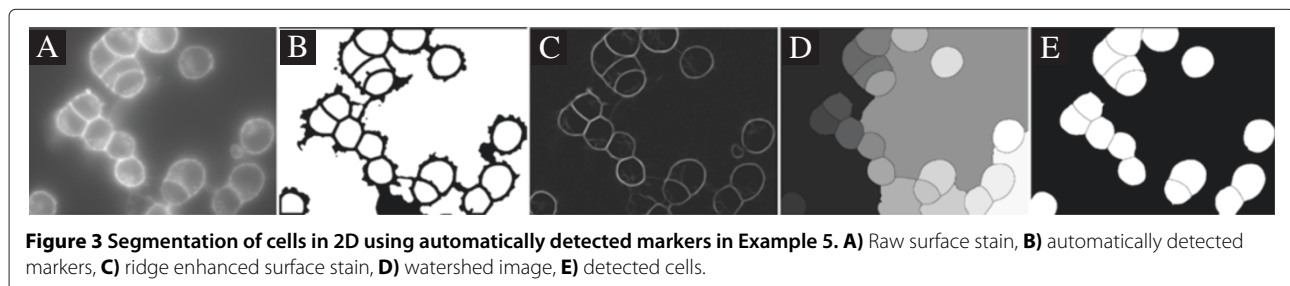 A B C D E
Figure 3 Segmentation of cells in 2D using automatically detected markers in Example 5. A) Raw surface stain, B) automatically detected
markers, C) ridge enhanced surface stain, D) watershed image, E) detected cells.